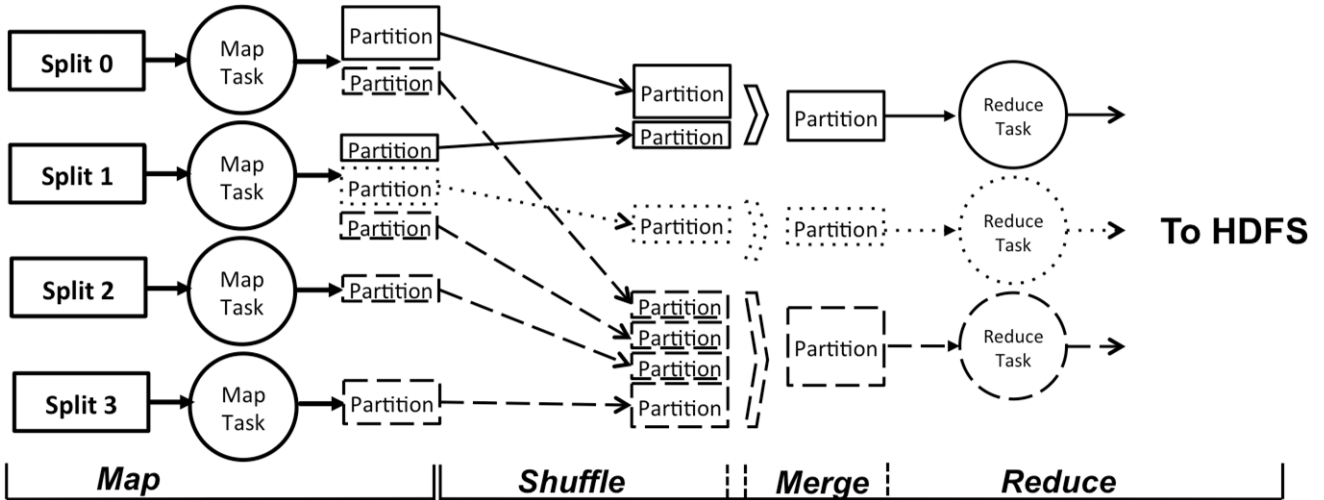 Split 0
Map
Task
Partition
Partition
Split 1
Map
Task
Partition
Partition
Partition
Split 2
Map
Task
Partition
Split 3
Map
Task
Partition
Partition
Partition
Partition
Partition
Partition
Partition
Partition
Partition
Reduce
Task
Partition
Reduce
Task
Partition
Reduce
Task
To HDFS
Map
Shuffle
Merge
Reduce